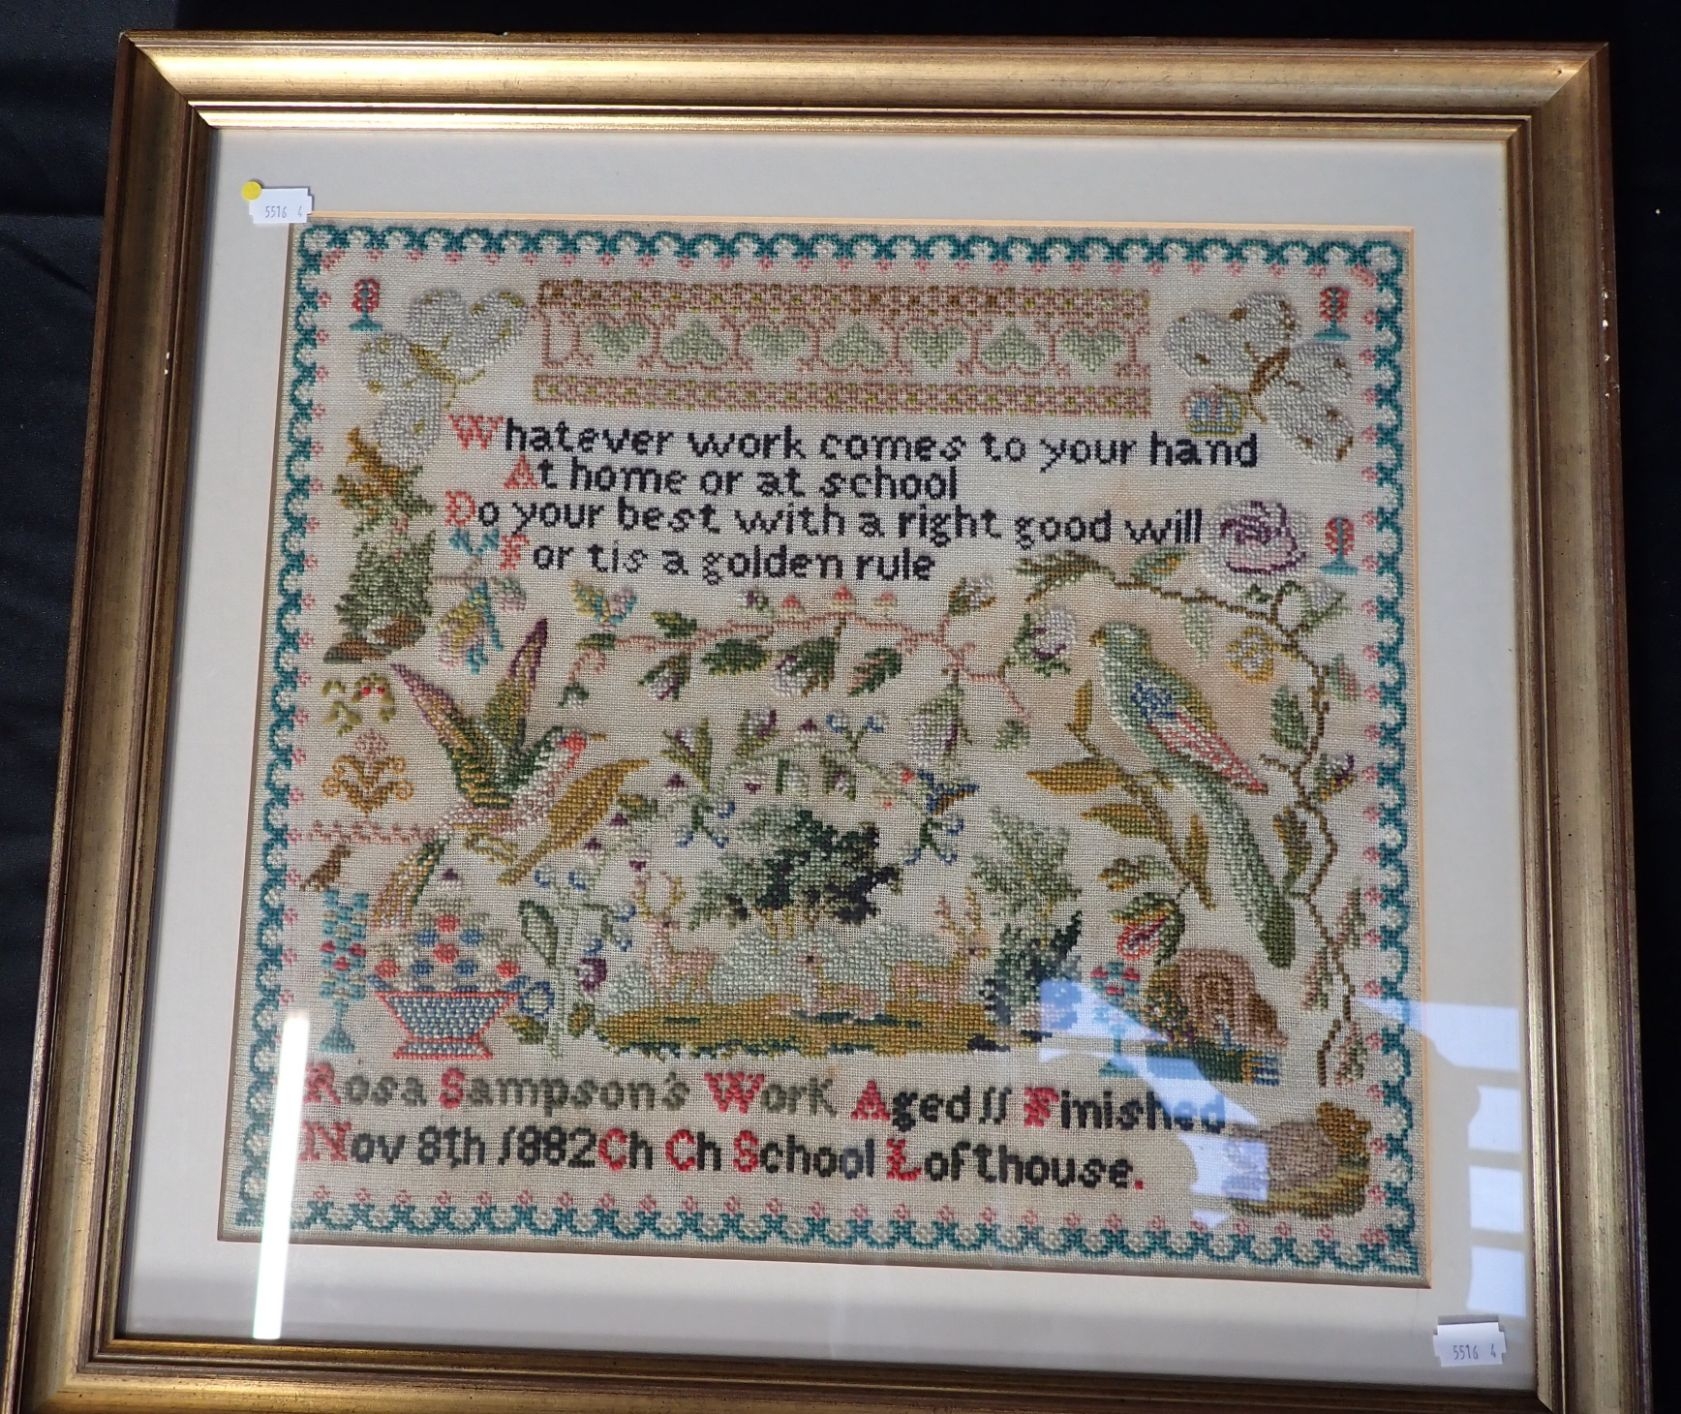 5516 4
Whatever work comes to your hand
At home or at school
Do your best with a right good will
For tis a golden rule
Rosa Sampson's Work Aged 11 Finished
Nov 8th 1882 Ch Ch School Lofthouse.
5516 4